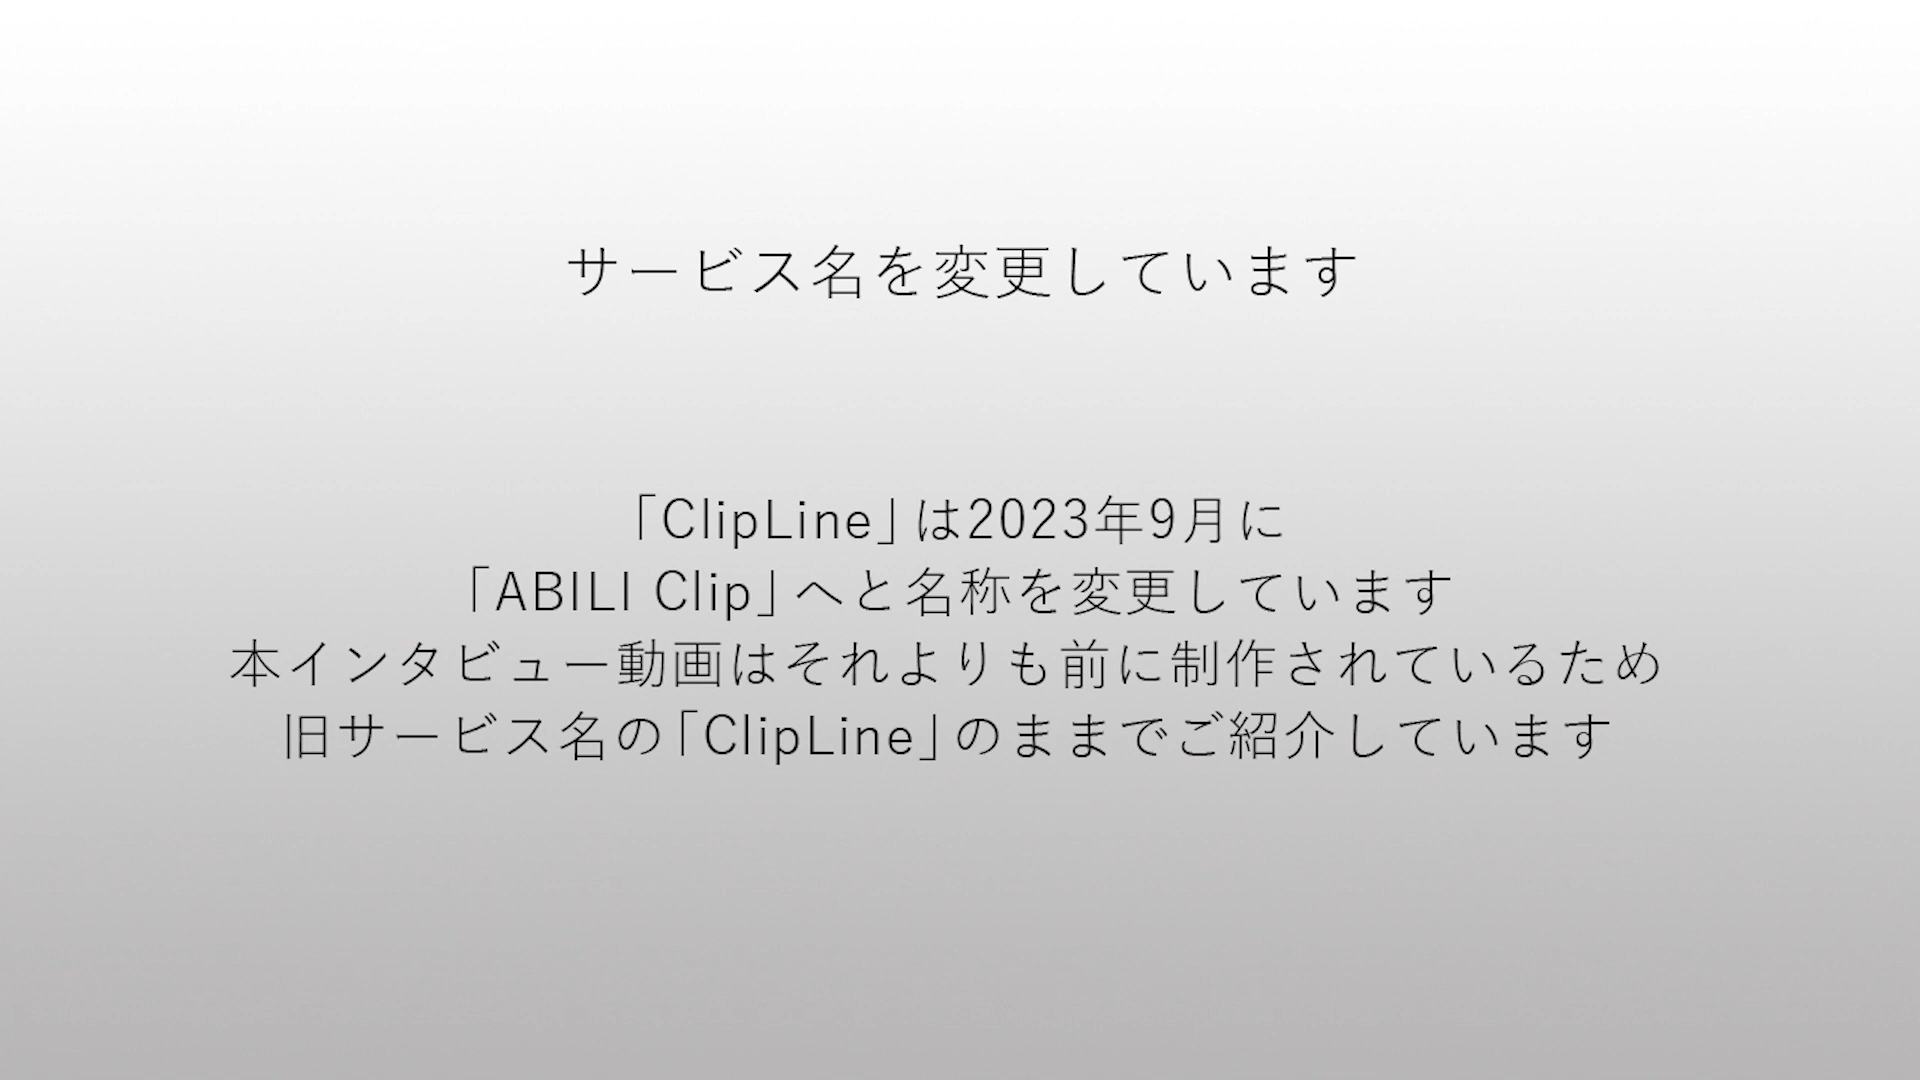 サービス名を変更しています
「ClipLine」は2023年9月に
「ABILI Clip」へと名称を変更しています
本インタビュー動画はそれよりも前に制作されているため
旧サービス名の「ClipLine」のままでご紹介しています